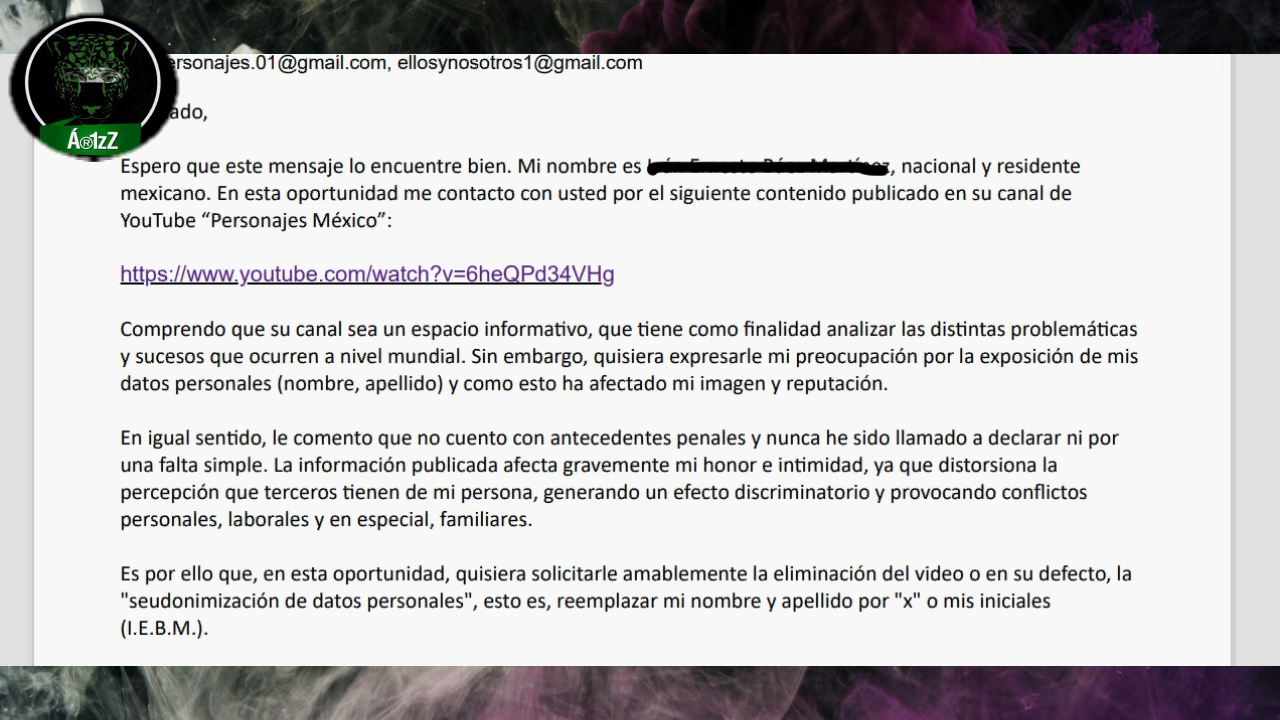 ersonajes.01@gmail.com, ellosynosotros1@gmail.com
ado,
Á®1zZ
Espero que este mensaje lo encuentre bien. Mi nombre es , nacional y residente
mexicano. En esta oportunidad me contacto con usted por el siguiente contenido publicado en su canal de
YouTube “Personajes México”:
https://www.youtube.com/watch?v=6heQPd34VHg
Comprendo que su canal sea un espacio informativo, que tiene como finalidad analizar las distintas problemáticas
y sucesos que ocurren a nivel mundial. Sin embargo, quisiera expresarle mi preocupación por la exposición de mis
datos personales (nombre, apellido) y como esto ha afectado mi imagen y reputación.
En igual sentido, le comento que no cuento con antecedentes penales y nunca he sido llamado a declarar ni por
una falta simple. La información publicada afecta gravemente mi honor e intimidad, ya que distorsiona la
percepción que terceros tienen de mi persona, generando un efecto discriminatorio y provocando conflictos
personales, laborales y en especial, familiares.
Es por ello que, en esta oportunidad, quisiera solicitarle amablemente la eliminación del video o en su defecto, la
"seudonimización de datos personales", esto es, reemplazar mi nombre y apellido por "x" o mis iniciales
(I.E.B.M.).